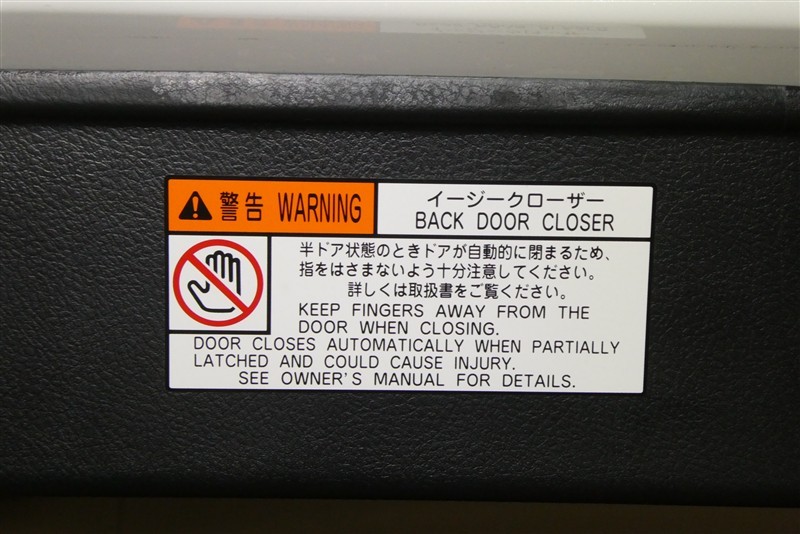 警告 WARNING
イージークローザー
BACK DOOR CLOSER
半ドア状態のときドアが自動的に閉まるため、
指をはさまないよう十分注意してください。
詳しくは取扱書をご覧ください。
KEEP FINGERS AWAY FROM THE
DOOR WHEN CLOSING.
DOOR CLOSES AUTOMATICALLY WHEN PARTIALLY
LATCHED AND COULD CAUSE INJURY.
SEE OWNER'S MANUAL FOR DETAILS.